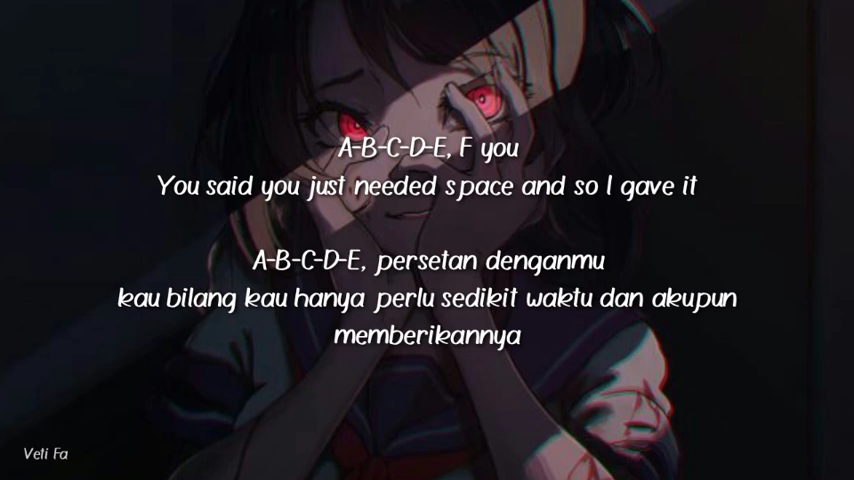 A-B-C-D-E, F you
You said you just needed space and so I gave it
A-B-C-D-E, persetan denganmu
kau bilang kau hanya perlu sedikit waktu dan akupun
memberikannya
Veli Fa